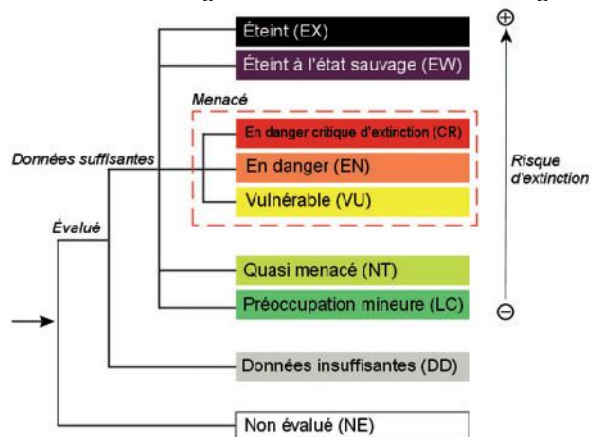 Éteint (EX)
Éteint à l'état sauvage (EW)
Menacé
En danger critique d'extinction (CR)
Données suffisantes
En danger (EN)
Risque
d'extinction
Vulnérable (VU)
Évalué
Quasi menacé (NT)
Préoccupation mineure (LC)
Données insuffisantes (DD)
Non évalué (NE)